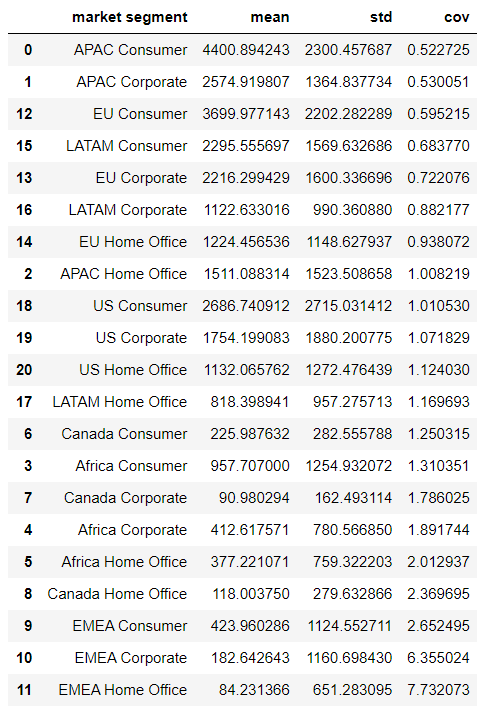 market segment mean std cov
0 APAC Consumer 4400.894243 2300.457687 0.522725
1 APAC Corporate 2574.919807 1364.837734 0.530051
12 EU Consumer 3699.977143 2202.282289 0.595215
15 LATAM Consumer 2295.555697 1569.632686 0.683770
13 EU Corporate 2216.299429 1600.336696 0.722076
16 LATAM Corporate 1122.633016 990.360880 0.882177
14 EU Home Office 1224.456536 1148.627937 0.938072
2 APAC Home Office 1511.088314 1523.508658 1.008219
18 US Consumer 2686.740912 2715.031412 1.010530
19 US Corporate 1754.199083 1880.200775 1.071829
20 US Home Office 1132.065762 1272.476439 1.124030
17 LATAM Home Office 818.398941 957.275713 1.169693
6 Canada Consumer 225.987632 282.555788 1.250315
3 Africa Consumer 957.707000 1254.932072 1.310351
7 Canada Corporate 90.980294 162.493114 1.786025
4 Africa Corporate 412.617571 780.566850 1.891744
5 Africa Home Office 377.221071 759.322203 2.012937
8 Canada Home Office 118.003750 279.632866 2.369695
9 EMEA Consumer 423.960286 1124.552711 2.652495
10 EMEA Corporate 182.642643 1160.698430 6.355024
11 EMEA Home Office 84.231366 651.283095 7.732073